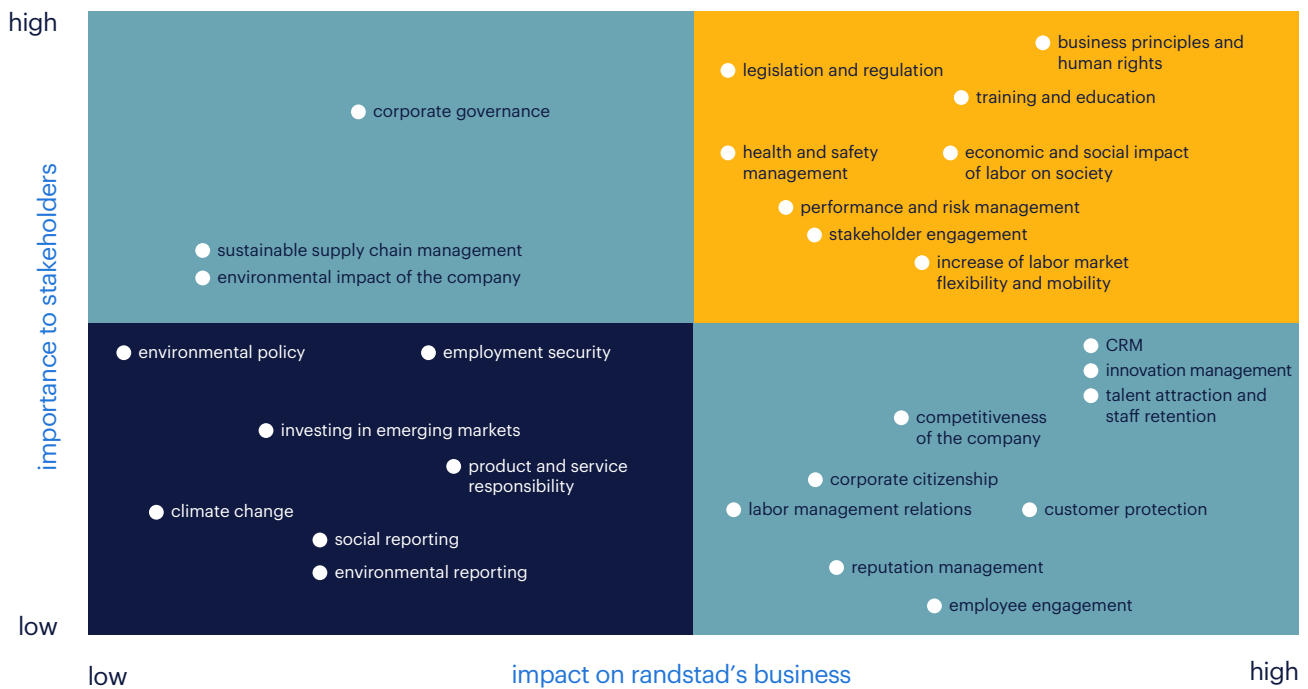 high
business principles and
human rights
legislation and regulation
training and education
corporate governance
health and safety
management
economic and social impact
of labor on society
performance and risk management
stakeholder engagement
sustainable supply chain management
increase of labor market
flexibility and mobility
environmental impact of the company
importance to stakeholders
environmental policy
employment security
CRM
innovation management
talent attraction and
staff retention
competitiveness
of the company
investing in emerging markets
product and service
responsibility
corporate citizenship
climate change
labor management relations
customer protection
social reporting
environmental reporting
reputation management
employee engagement
low
low
impact on randstad's business
high